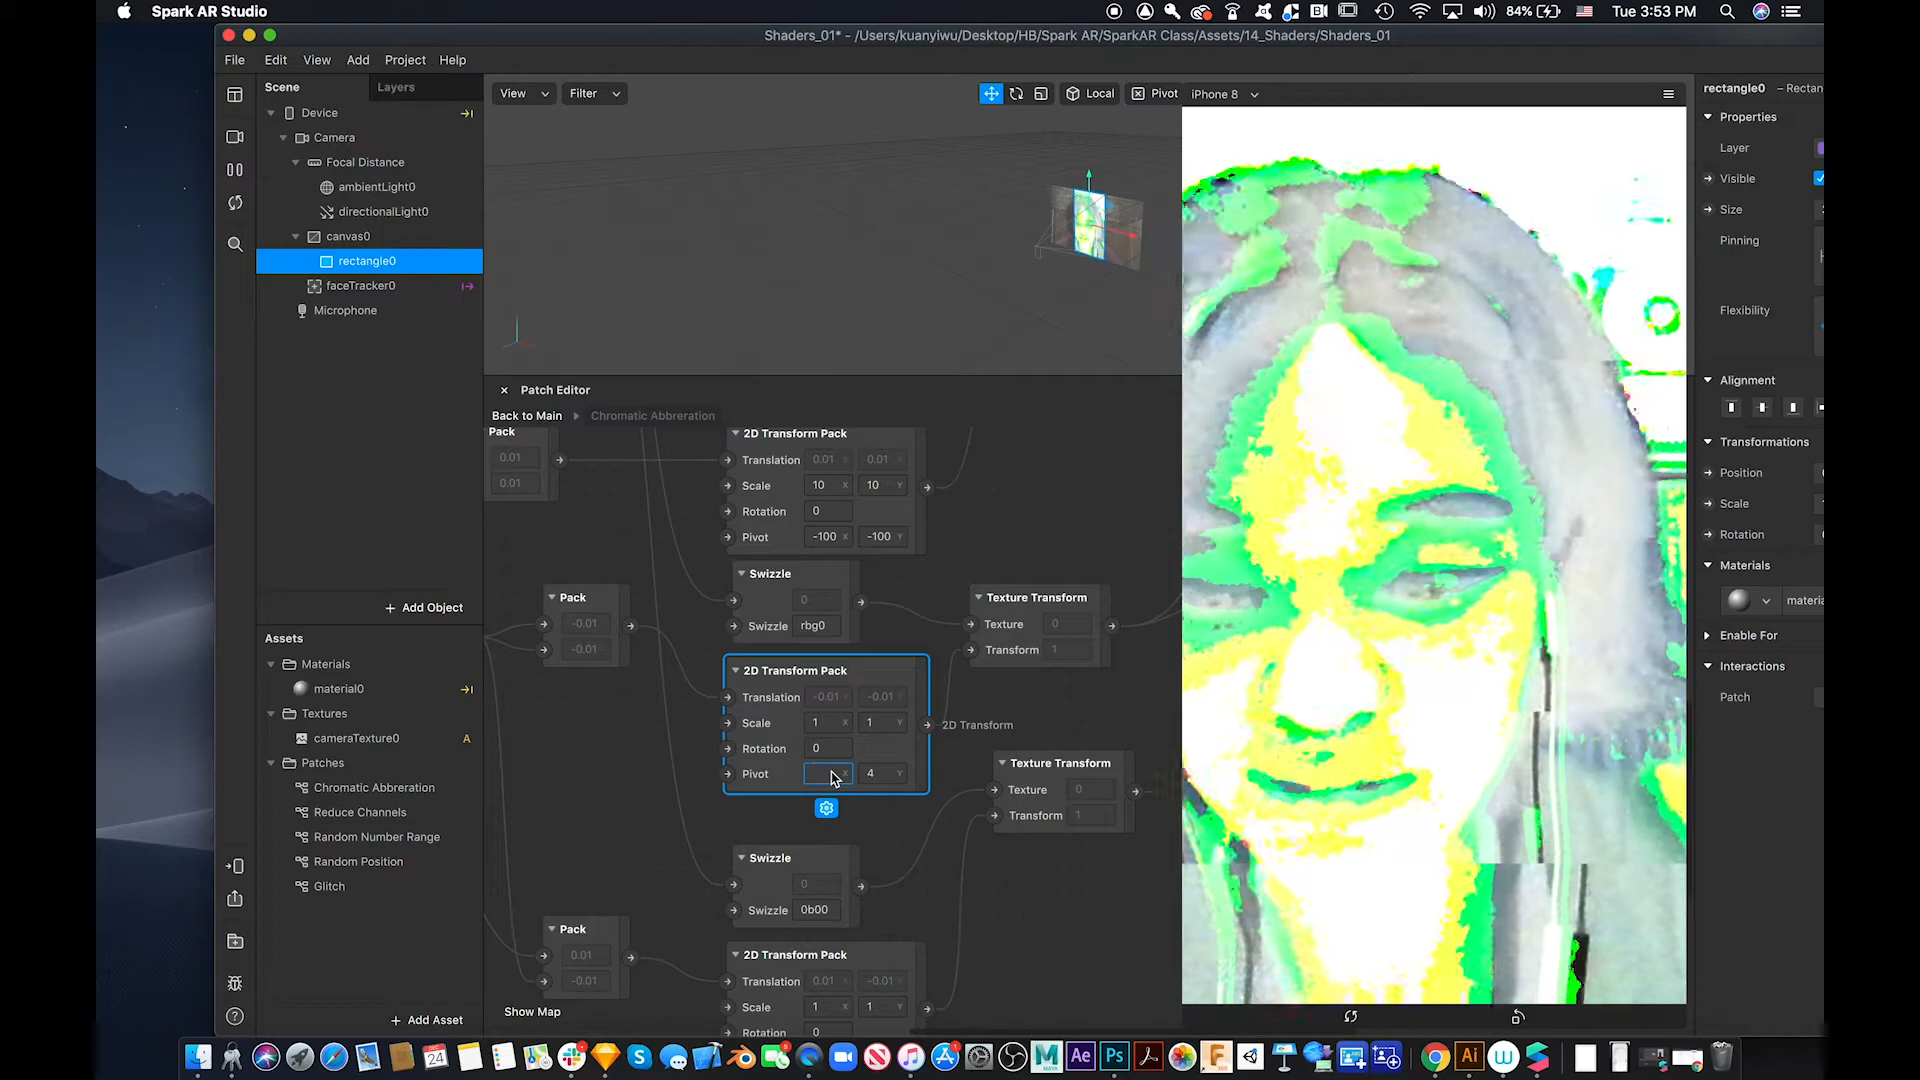 Spark AR Studio
84%
Tue 3:53 PM
Shaders_01* - /Users/kuanyiwu/Desktop/HB/Spark AR/SparkAR Class/Assets/14_Shaders/Shaders_01
File Edit View Add Project Help
Scene
Layers
Device
Camera
Focal Distance
ambientLight0
directionalLight0
canvas0
rectangle0
faceTracker0
Microphone
+ Add Object
Assets
Materials
material0
Textures
cameraTexture0 A
Patches
Chromatic Abbreration
Reduce Channels
Random Number Range
Random Position
Glitch
+ Add Asset
View
Filter
Local
Pivot
iPhone 8
× Patch Editor
Back to Main
Chromatic Abbreration
Pack
0.01
0.01
2D Transform Pack
Translation 0.01 X 0.01 Y
Scale 10 X 10 Y
Rotation 0
Pivot -100 X -100 Y
Swizzle
0
Swizzle rbg0
Pack
-0.01
-0.01
Texture Transform
Texture 0
Transform 1
2D Transform Pack
Translation -0.01 X -0.01 Y
Scale 1 X 1 Y
Rotation 0
Pivot X 4 Y
2D Transform
Texture Transform
Texture 0
Transform 1
Swizzle
0
Swizzle 0b00
Pack
0.01
-0.01
2D Transform Pack
Translation 0.01 X -0.01 Y
Scale 1 X 1 Y
Rotation 0
Show Map
rectangle0 – Rectan
Properties
Layer
Visible
Size
Pinning
Flexibility
Alignment
Transformations
Position
Scale
Rotation
Materials
materia
Enable For
Interactions
Patch
DEC
24
MAYA
Ae
Ps
F
360
Ai